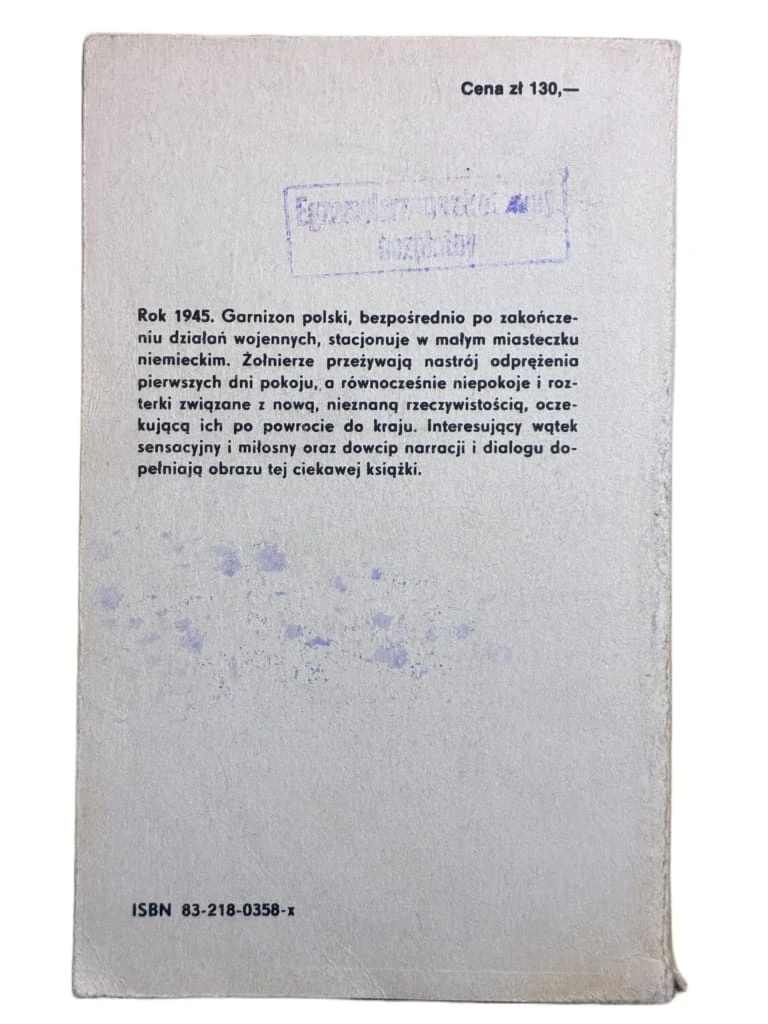 Cena zł 130,—
Rok 1945. Garnizon polski, bezpośrednio po zakończe-
niu działań wojennych, stacjonuje w małym miasteczku
niemieckim. Żołnierze przeżywają nastrój odprężenia
pierwszych dni pokoju, a równocześnie niepokoje i roz-
terki związane z nową, nieznaną rzeczywistością, ocze-
kującą ich po powrocie do kraju. Interesujący wątek
sensacyjny i miłosny oraz dowcip narracji i dialogu do-
pełniają obrazu tej ciekawej książki.
ISBN 83-218-0358-x